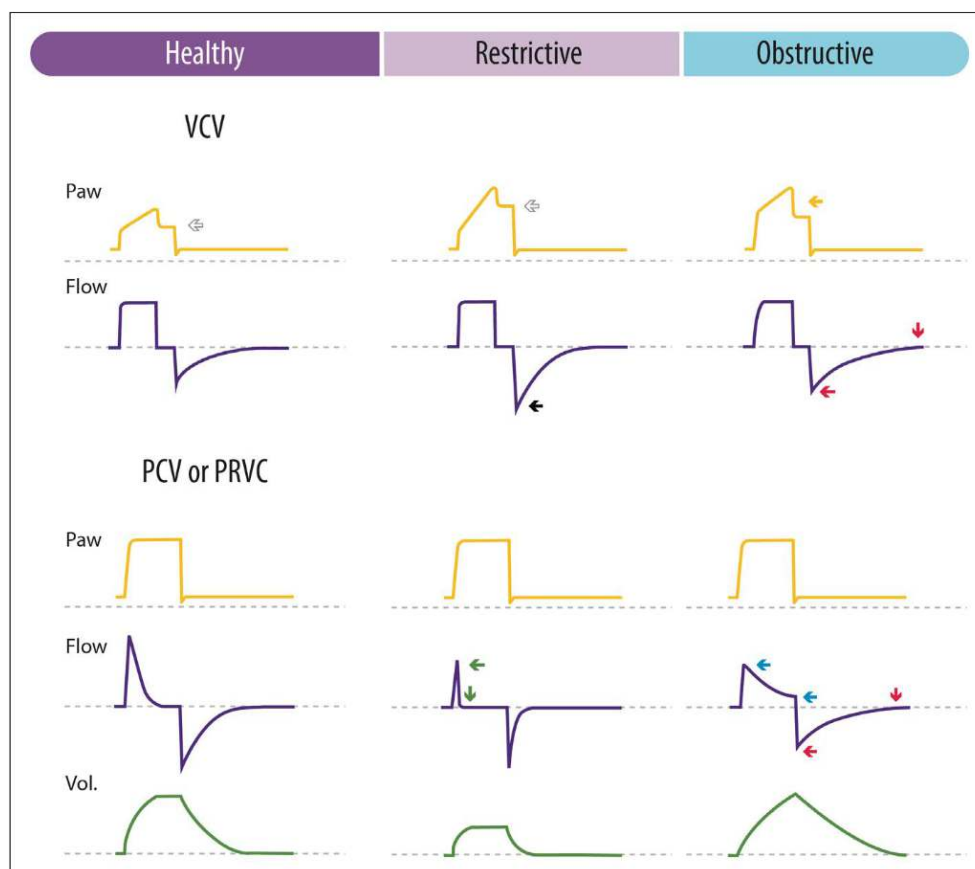 Healthy Restrictive Obstructive
VCV
Paw
Flow
PCV or PRVC
Paw
Flow
Vol.